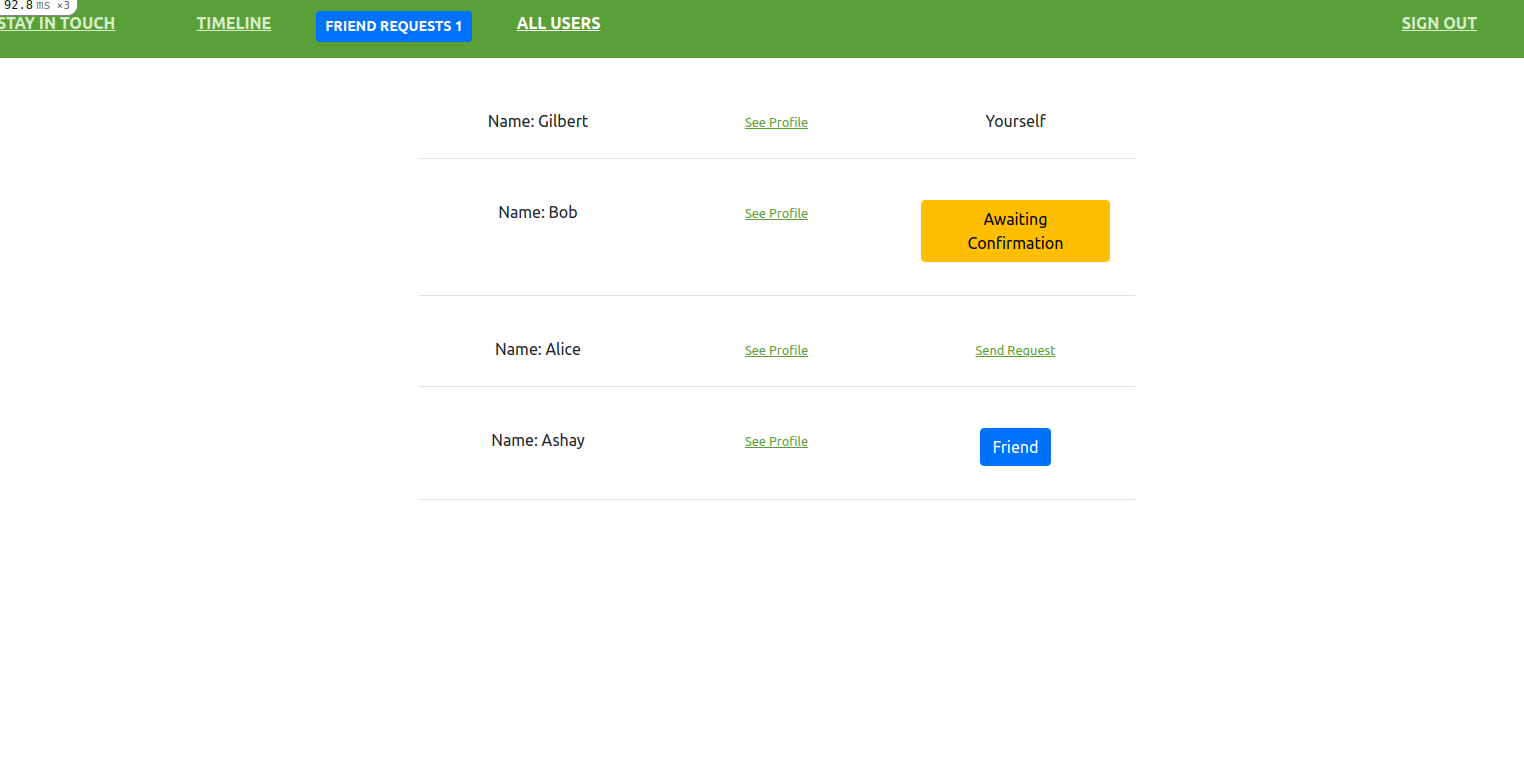 92.8 ms ×3
STAY IN TOUCH TIMELINE FRIEND REQUESTS 1 ALL USERS SIGN OUT
Name: Gilbert See Profile Yourself
Name: Bob See Profile Awaiting
Confirmation
Name: Alice See Profile Send Request
Name: Ashay See Profile Friend